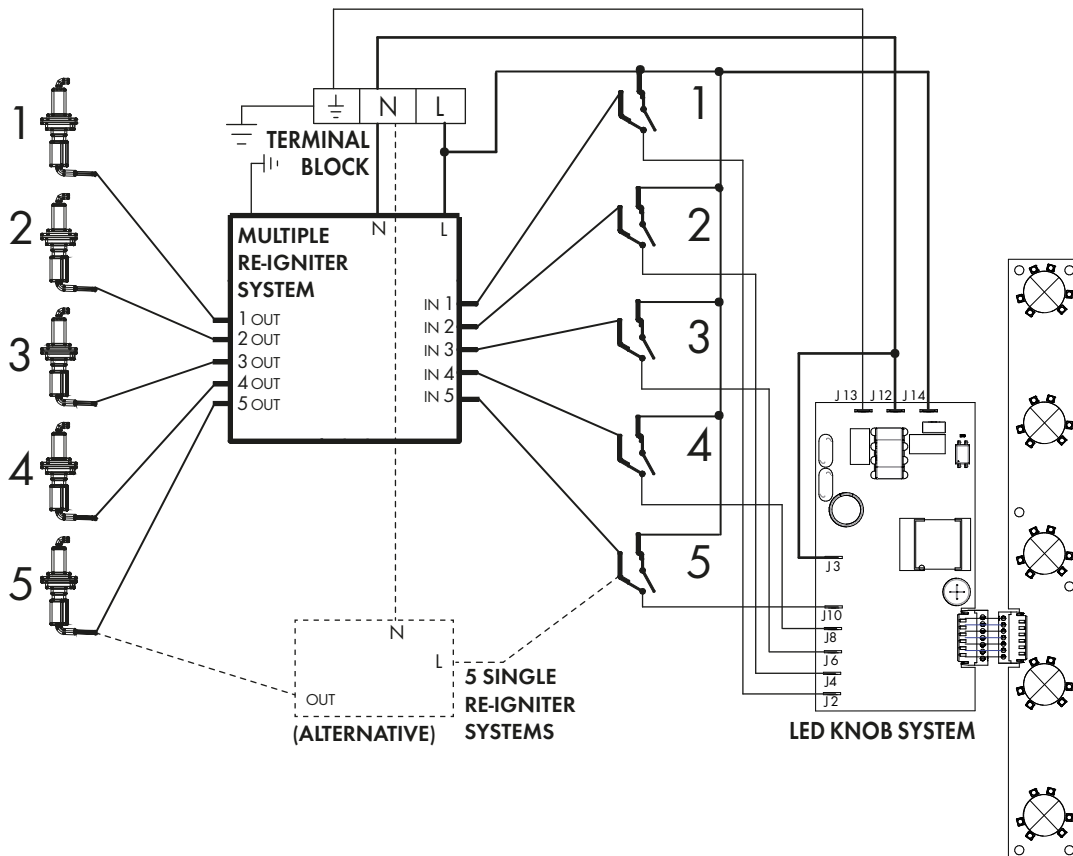 1
2
3
4
5
N
L
TERMINAL
BLOCK
N
L
MULTIPLE
RE-IGNITER
SYSTEM
1 OUT
2 OUT
3 OUT
4 OUT
5 OUT
IN 1
IN 2
IN 3
IN 4
IN 5
1
2
3
4
5
N
L
OUT
(ALTERNATIVE)
5 SINGLE
RE-IGNITER
SYSTEMS
J13 J12 J14
J3
J10
J8
J6
J4
J2
LED KNOB SYSTEM